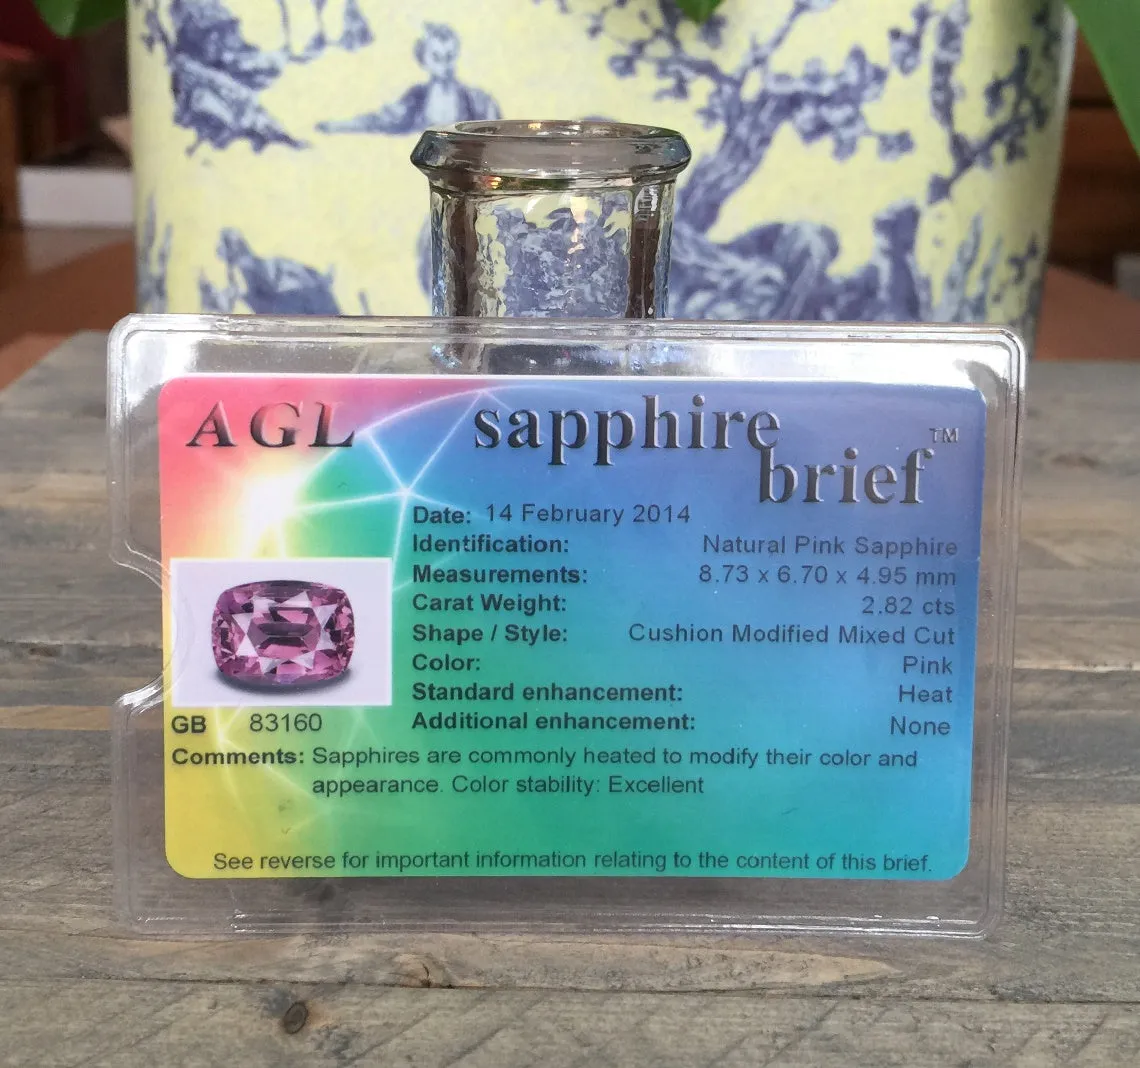 AGL
sapphire
brief™
Date: 14 February 2014
Identification: Natural Pink Sapphire
Measurements: 8.73 x 6.70 x 4.95 mm
Carat Weight: 2.82 cts
Shape / Style: Cushion Modified Mixed Cut
Color: Pink
Standard enhancement: Heat
Additional enhancement: None
GB 83160
Comments: Sapphires are commonly heated to modify their color and
appearance. Color stability: Excellent
See reverse for important information relating to the content of this brief.